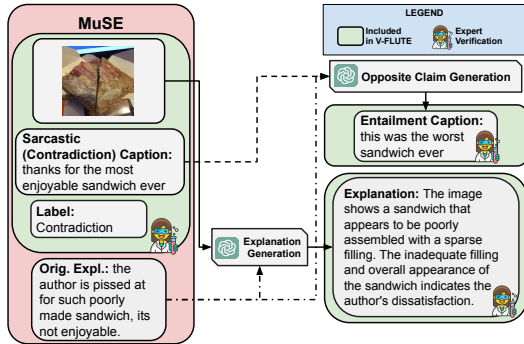 MuSE
Sarcastic
(Contradiction) Caption:
thanks for the most
enjoyable sandwich ever
Label:
Contradiction
Orig. Expl.: the
author is pissed at
for such poorly
made sandwich, its
not enjoyable.
Explanation
Generation
LEGEND
Included
in V-FLUTE
Expert
Verification
Opposite Claim Generation
Entailment Caption:
this was the worst
sandwich ever
Explanation: The image
shows a sandwich that
appears to be poorly
assembled with a sparse
filling. The inadequate filling
and overall appearance of
the sandwich indicates the
author's dissatisfaction.